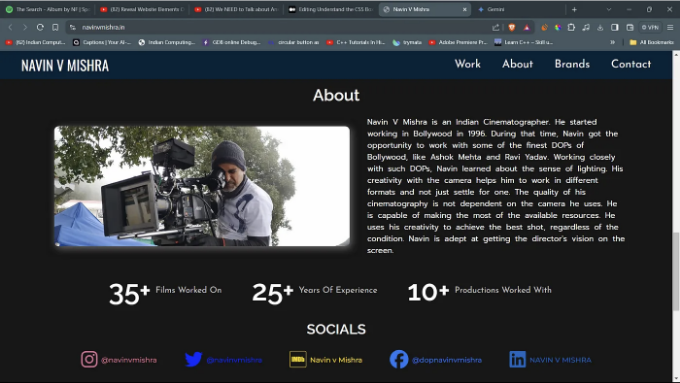 The Search - Album by NF | Sp
(82) Reveal Website Elements O
(82) We NEED to Talk about An
Editing Understand the CSS Bo
Navin V Mishra
Gemini
navinvmishra.in
VPN
(82) Indian Comput...
Captions | Your AI-...
Indian Computing...
GDB online Debug...
circular button as
C++ Tutorials In Hi...
trymaia
Adobe Premiere Pr...
Learn C++ – Skill u...
All Bookmarks
NAVIN V MISHRA
Work About Brands Contact
About
Navin V Mishra is an Indian Cinematographer. He started
working in Bollywood in 1996. During that time, Navin got the
opportunity to work with some of the finest DOPs of
Bollywood, like Ashok Mehta and Ravi Yadav. Working closely
with such DOPs, Navin learned about the sense of lighting. His
creativity with the camera helps him to work in different
formats and not just settle for one. The quality of his
cinematography is not dependent on the camera he uses. He
is capable of making the most of the available resources. He
uses his creativity to achieve the best shot, regardless of the
condition. Navin is adept at getting the director's vision on the
screen.
35+ Films Worked On 25+ Years Of Experience 10+ Productions Worked With
SOCIALS
@navinvmishra @navinvmishra IMDb Navin v Mishra @dopnavinvmishra NAVIN V MISHRA